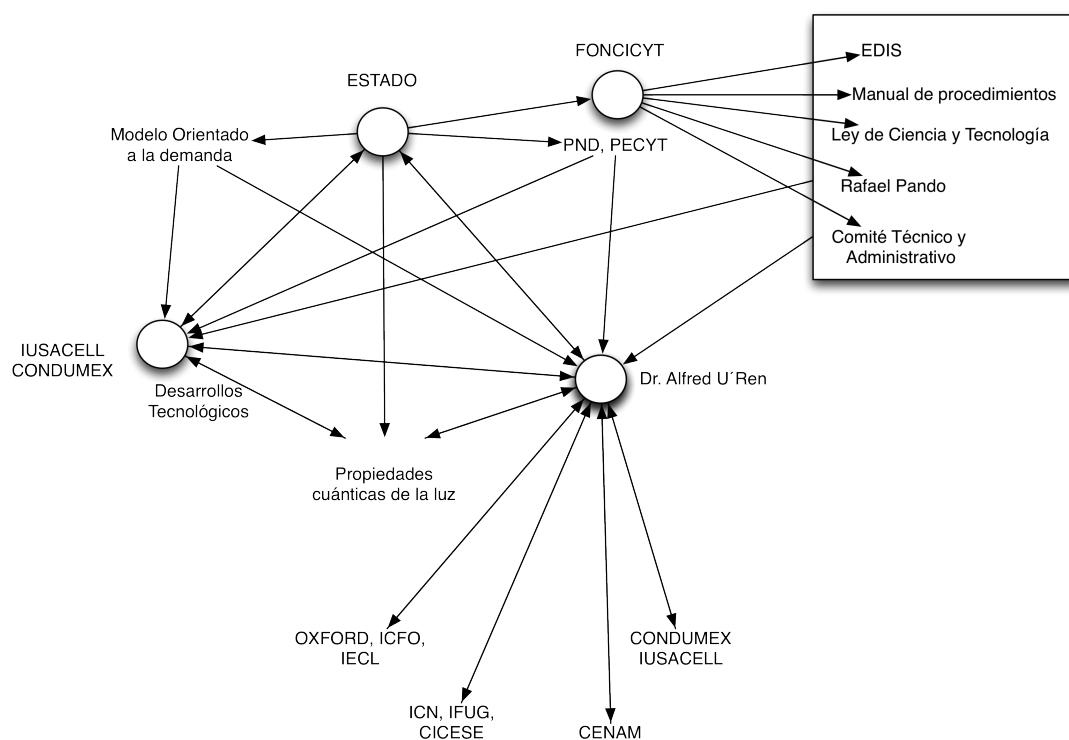 FONCICYT
EDIS
ESTADO
Manual de procedimientos
Modelo Orientado
a la demanda
PND, PECYT
Ley de Ciencia y Tecnología
Rafael Pando
Comité Técnico y
Administrativo
IUSACELL
CONDUMEX
Dr. Alfred U´Ren
Desarrollos
Tecnológicos
Propiedades
cuánticas de la luz
OXFORD, ICFO,
IECL
CONDUMEX
IUSACELL
ICN, IFUG,
CICESE
CENAM